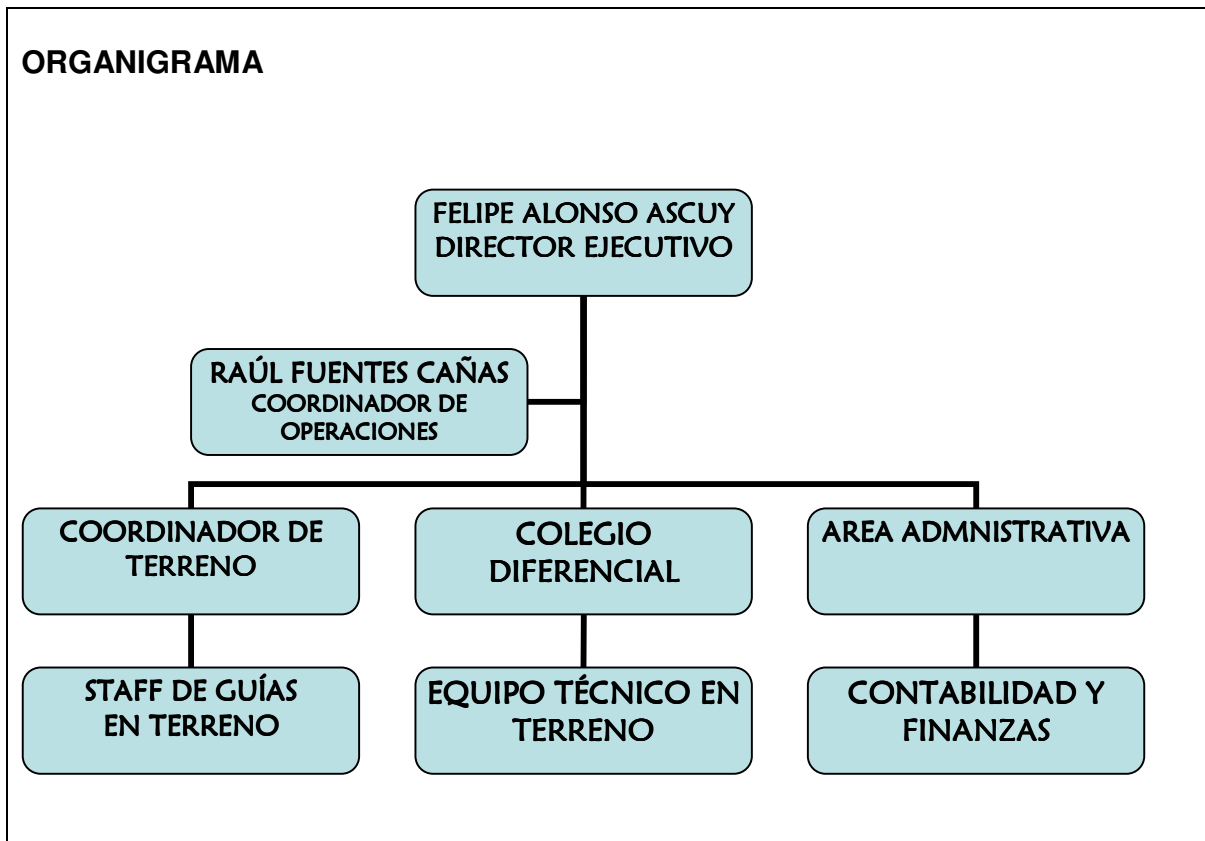 ORGANIGRAMA
FELIPE ALONSO ASCUY
DIRECTOR EJECUTIVO
RAÚL FUENTES CAÑAS
COORDINADOR DE
OPERACIONES
COORDINADOR DE
TERRENO
COLEGIO
DIFERENCIAL
AREA ADMNISTRATIVA
STAFF DE GUÍAS
EN TERRENO
EQUIPO TÉCNICO EN
TERRENO
CONTABILIDAD Y
FINANZAS